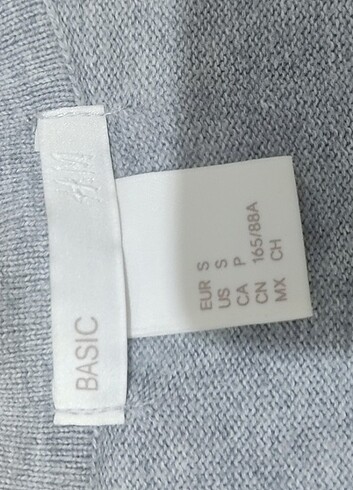 H&M
BASIC
EUR S
US S
CA P
CN 165/88A
MX CH